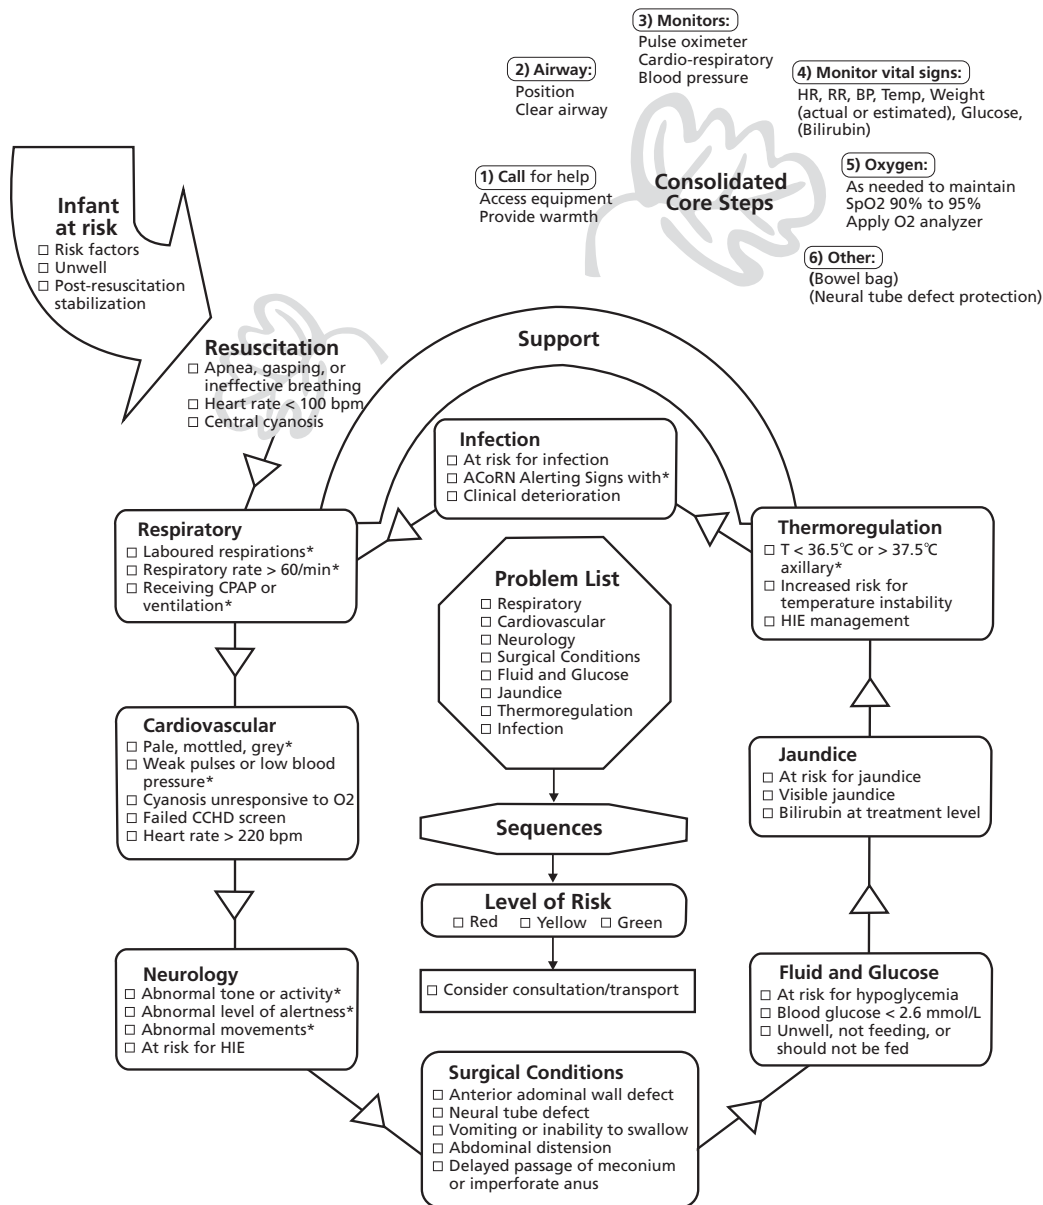 3) Monitors:
Pulse oximeter
Cardio-respiratory
Blood pressure
2) Airway:
Position
Clear airway
4) Monitor vital signs:
HR, RR, BP, Temp, Weight
(actual or estimated), Glucose,
(Bilirubin)
1) Call for help
Access equipment
Provide warmth
Consolidated
Core Steps
5) Oxygen:
As needed to maintain
SpO2 90% to 95%
Apply O2 analyzer
6) Other:
(Bowel bag)
(Neural tube defect protection)
Infant
at risk
□ Risk factors
□ Unwell
□ Post-resuscitation
stabilization
Resuscitation
□ Apnea, gasping, or
ineffective breathing
□ Heart rate < 100 bpm
□ Central cyanosis
Support
Infection
□ At risk for infection
□ ACoRN Alerting Signs with*
□ Clinical deterioration
Respiratory
□ Laboured respirations*
□ Respiratory rate > 60/min*
□ Receiving CPAP or
ventilation*
Thermoregulation
□ T < 36.5℃ or > 37.5℃
axillary*
□ Increased risk for
temperature instability
□ HIE management
Problem List
□ Respiratory
□ Cardiovascular
□ Neurology
□ Surgical Conditions
□ Fluid and Glucose
□ Jaundice
□ Thermoregulation
□ Infection
Cardiovascular
□ Pale, mottled, grey*
□ Weak pulses or low blood
pressure*
□ Cyanosis unresponsive to O2
□ Failed CCHD screen
□ Heart rate > 220 bpm
Jaundice
□ At risk for jaundice
□ Visible jaundice
□ Bilirubin at treatment level
Sequences
Level of Risk
□ Red □ Yellow □ Green
□ Consider consultation/transport
Neurology
□ Abnormal tone or activity*
□ Abnormal level of alertness*
□ Abnormal movements*
□ At risk for HIE
Fluid and Glucose
□ At risk for hypoglycemia
□ Blood glucose < 2.6 mmol/L
□ Unwell, not feeding, or
should not be fed
Surgical Conditions
□ Anterior adominal wall defect
□ Neural tube defect
□ Vomiting or inability to swallow
□ Abdominal distension
□ Delayed passage of meconium
or imperforate anus